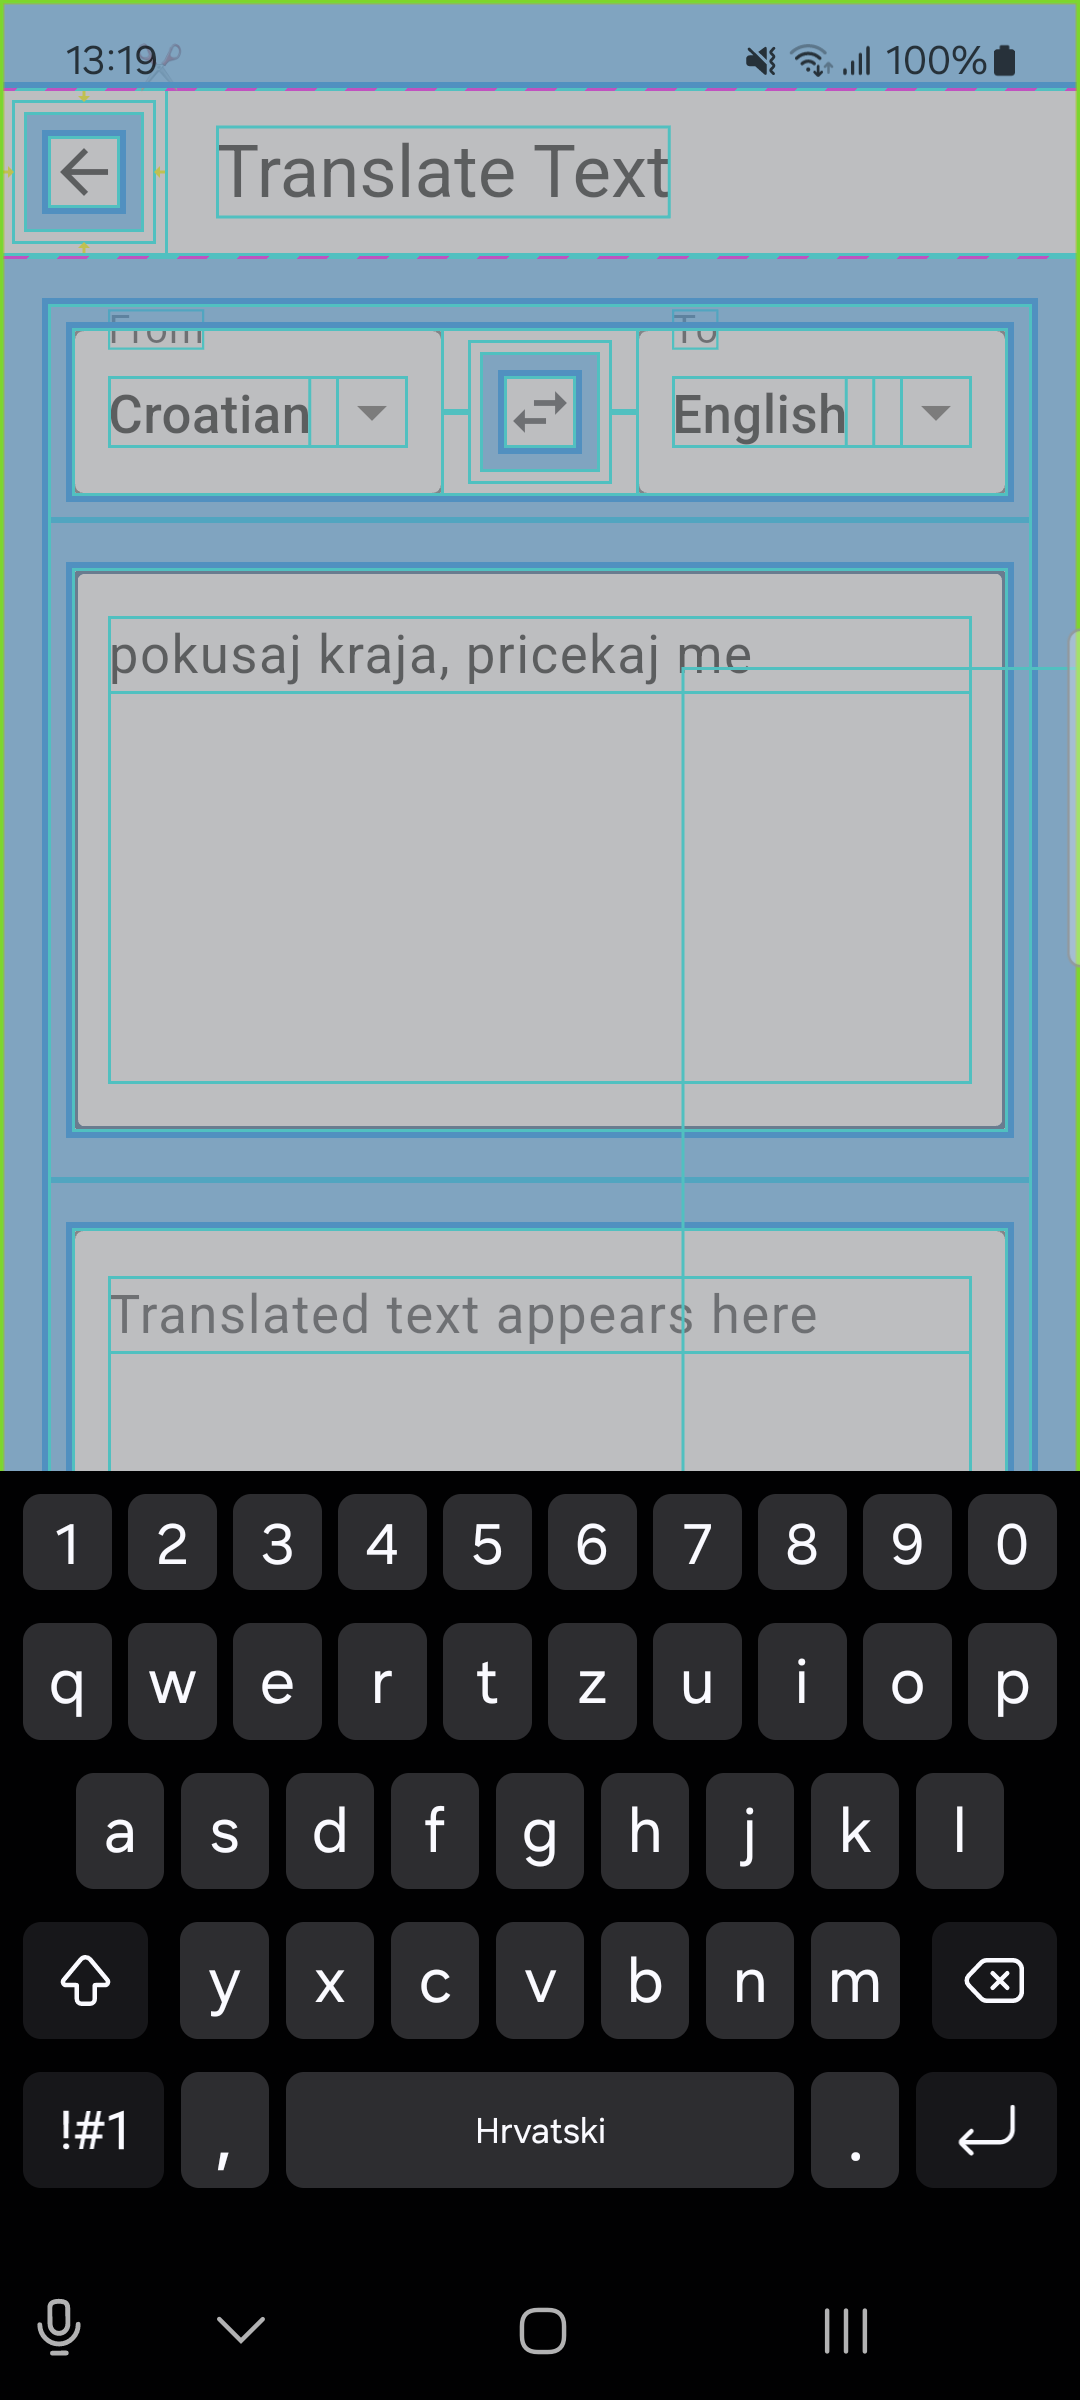 13:19 100%
Translate Text
From To
Croatian English
pokusaj kraja, pricekaj me
Translated text appears here
1 2 3 4 5 6 7 8 9 0
q w e r t z u i o p
a s d f g h j k l
y x c v b n m
!#1 , Hrvatski .